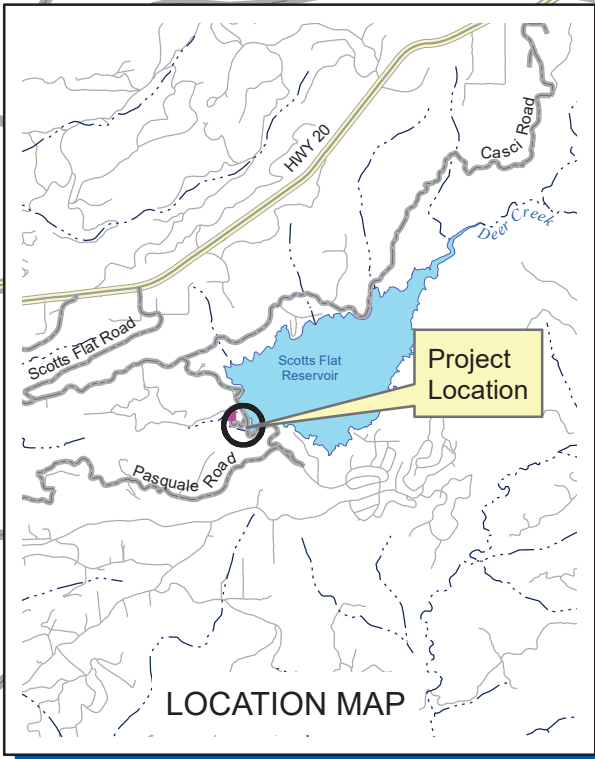 HWY 20
Casci Road
Deer Creek
Scotts Flat Road
Scotts Flat
Reservoir
Project
Location
Pasquale Road
LOCATION MAP